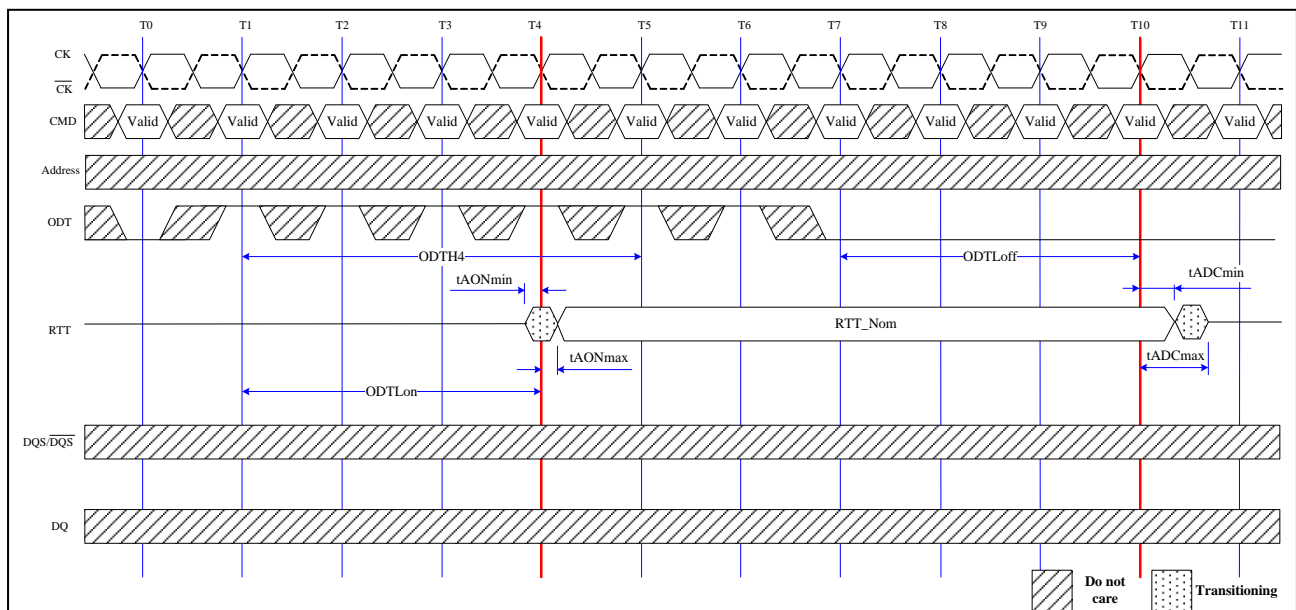 T0 T1 T2 T3 T4 T5 T6 T7 T8 T9 T10 T11
CK
C̅K̅
CMD Valid Valid Valid Valid Valid Valid Valid Valid Valid Valid Valid Valid
Address
ODT
ODTH4 ODTLoff
tAONmin tADCmin
RTT RTT_Nom
tAONmax tADCmax
ODTLon
DQS/D̅Q̅S̅
DQ
Do not
care
Transitioning